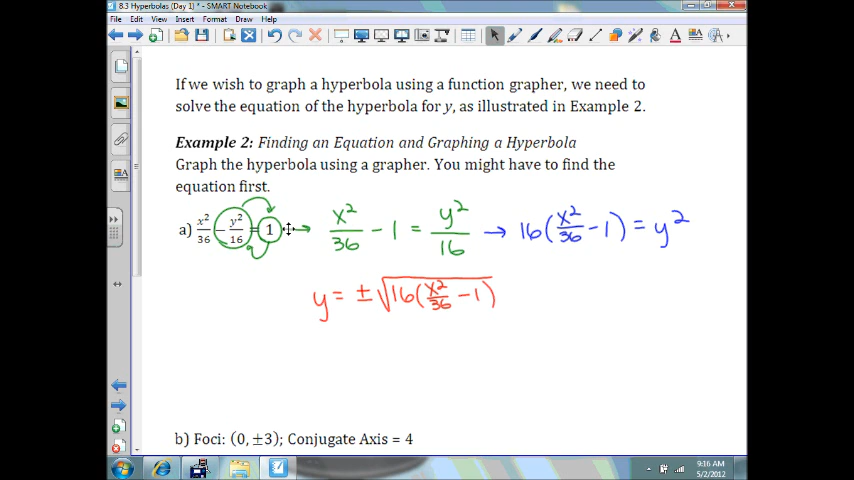 8.3 Hyperbolas (Day 1) * - SMART Notebook
File Edit View Insert Format Draw Help
If we wish to graph a hyperbola using a function grapher, we need to
solve the equation of the hyperbola for y, as illustrated in Example 2.
Example 2: Finding an Equation and Graphing a Hyperbola
Graph the hyperbola using a grapher. You might have to find the
equation first.
a) x²/36 − y²/16 = 1 → x²/36 − 1 = y²/16 → 16(x²/36 − 1) = y²
y = ± √16(x²/36 − 1)
b) Foci: (0, ±3); Conjugate Axis = 4
9:16 AM
5/2/2012